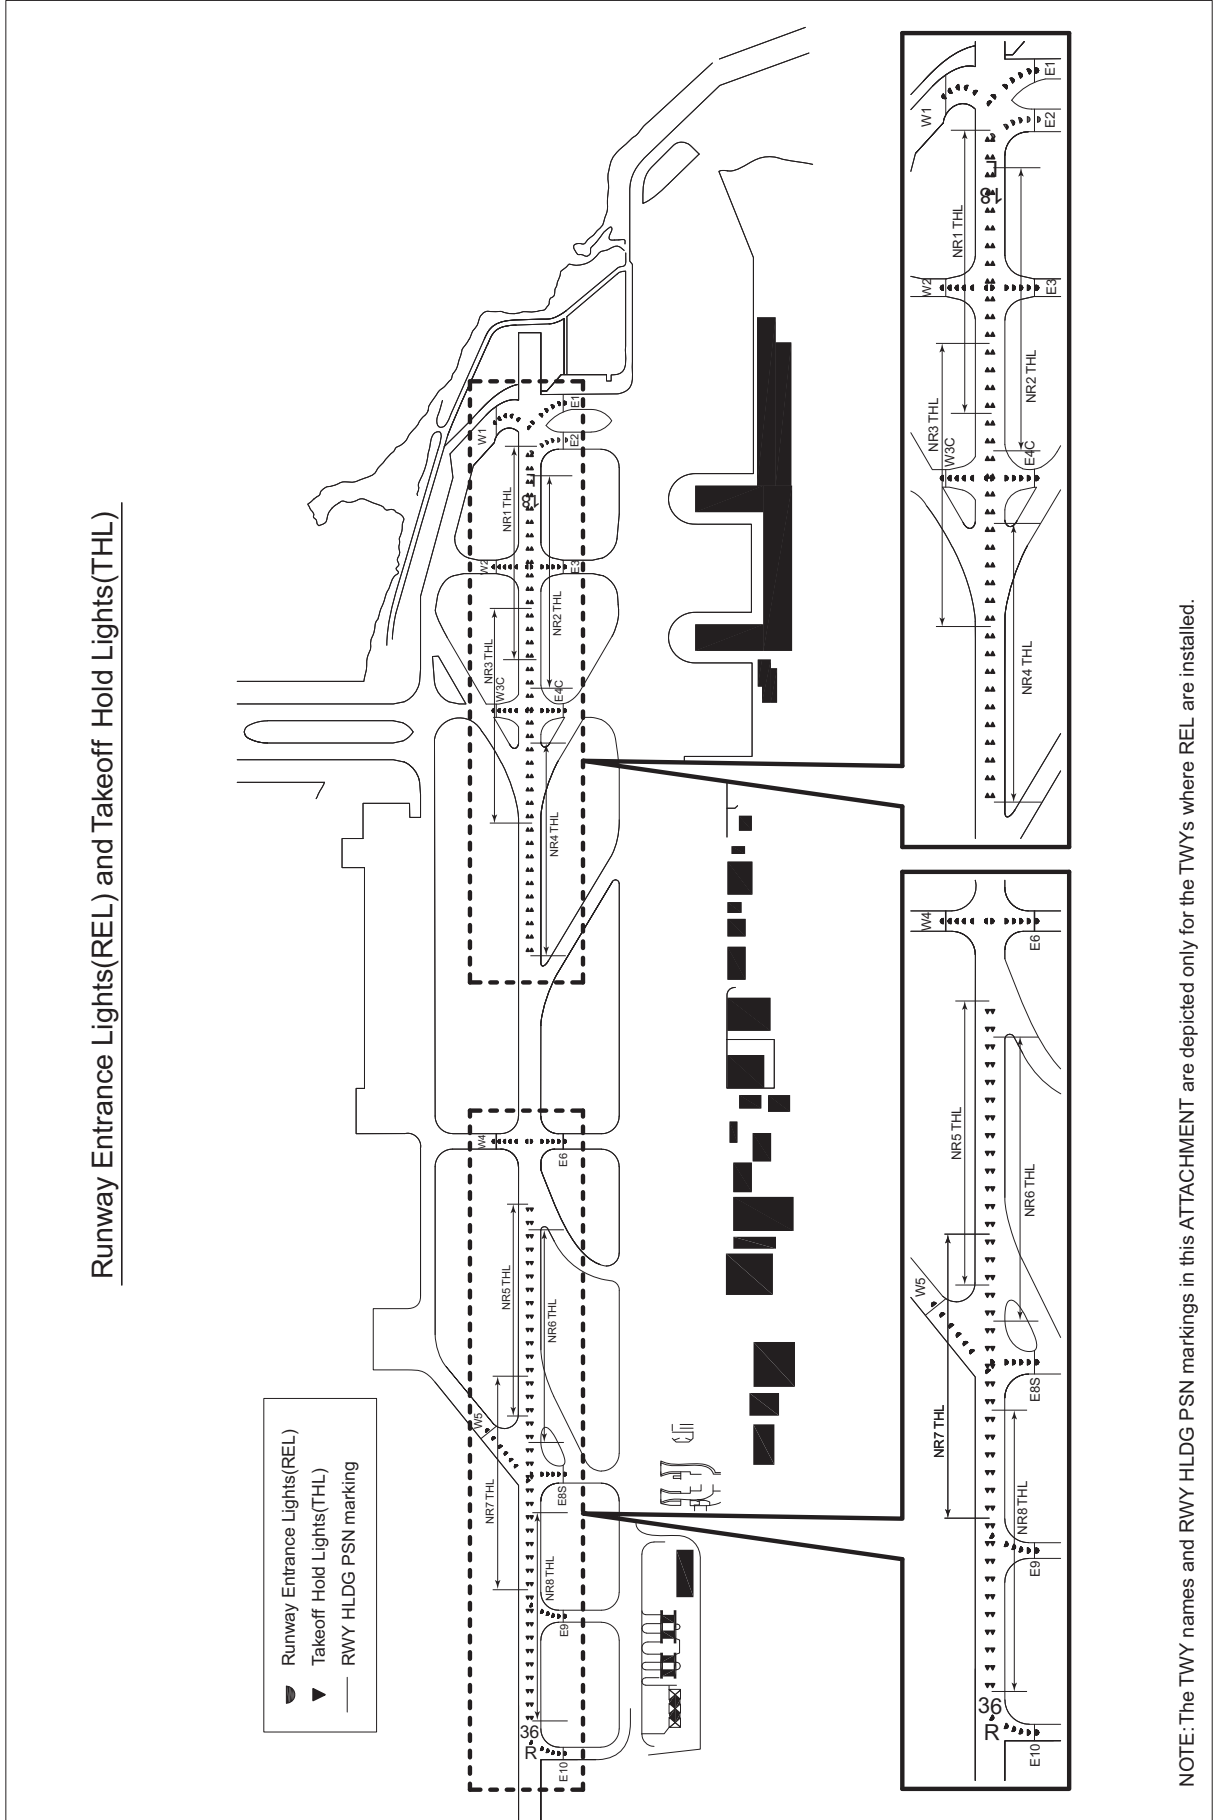 Runway Entrance Lights(REL) and Takeoff Hold Lights(THL)
Runway Entrance Lights(REL)
Takeoff Hold Lights(THL)
RWY HLDG PSN marking
E10
36
R
E9
NR8 THL
NR7 THL
E8S
W5
NR6 THL
NR5 THL
E6
W4
NR4 THL
NR3 THL
W3C
E4C
NR2 THL
NR1 THL
W2
E3
18
L
W1
E2
E1
E10
36
R
E9
NR8 THL
NR7 THL
E8S
W5
NR6 THL
NR5 THL
E6
W4
NR4 THL
NR3 THL
W3C
E4C
NR2 THL
NR1 THL
W2
E3
18
L
W1
E2
E1
NOTE: The TWY names and RWY HLDG PSN markings in this ATTACHMENT are depicted only for the TWYs where REL are installed.